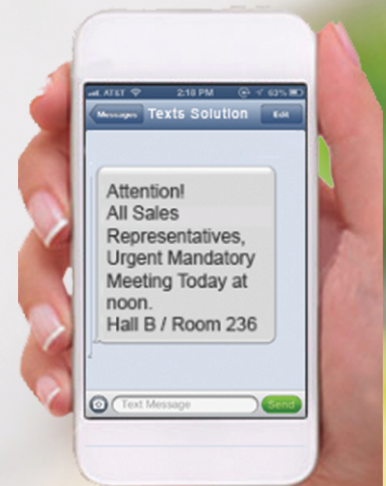 AT&T 2:18 PM 63%
Messages Texts Solution Edit
Attention!
All Sales
Representatives,
Urgent Mandatory
Meeting Today at
noon.
Hall B / Room 236
Text Message Send